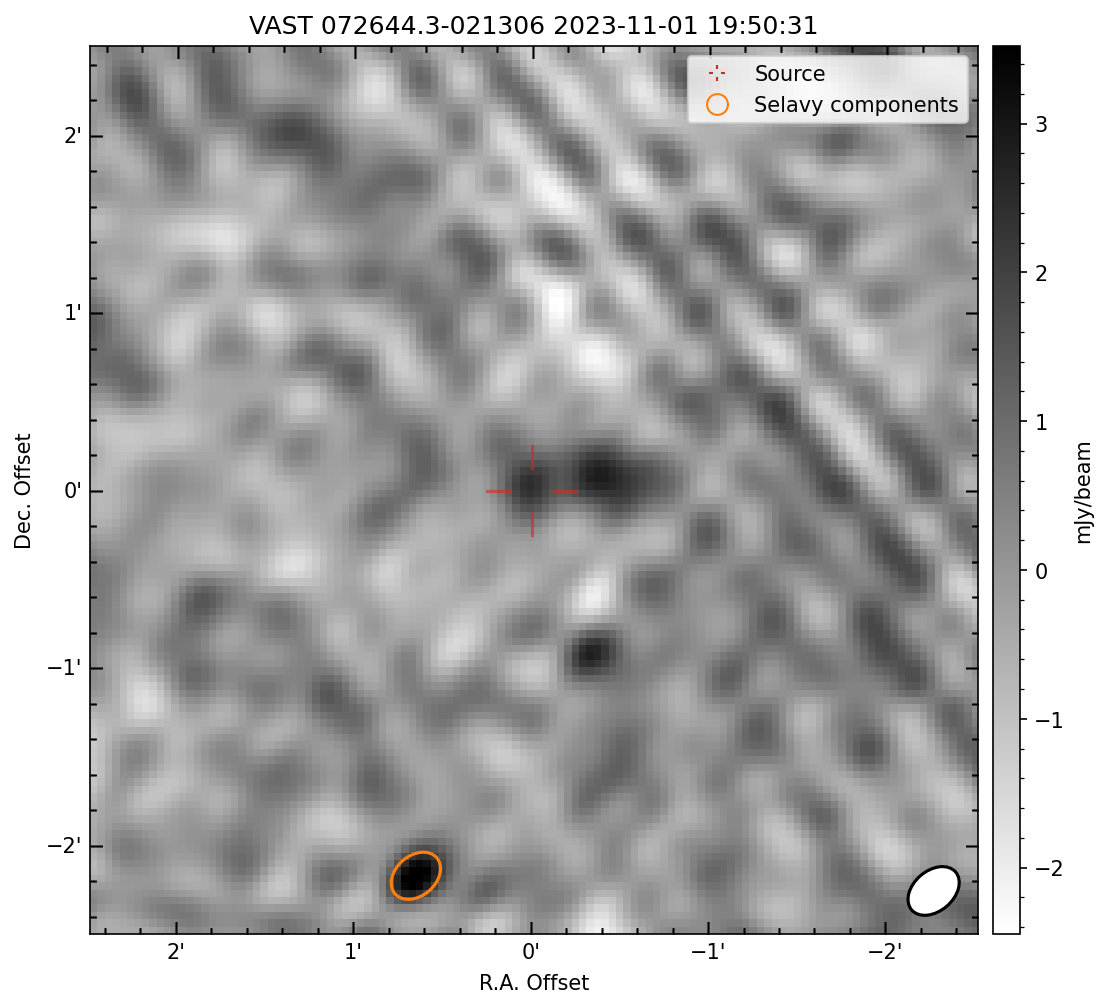 VAST 072644.3-021306 2023-11-01 19:50:31
Source
Selavy components
2'
1'
0'
−1'
−2'
Dec. Offset
2'
1'
0'
−1'
−2'
R.A. Offset
3
2
1
0
−1
−2
mJy/beam